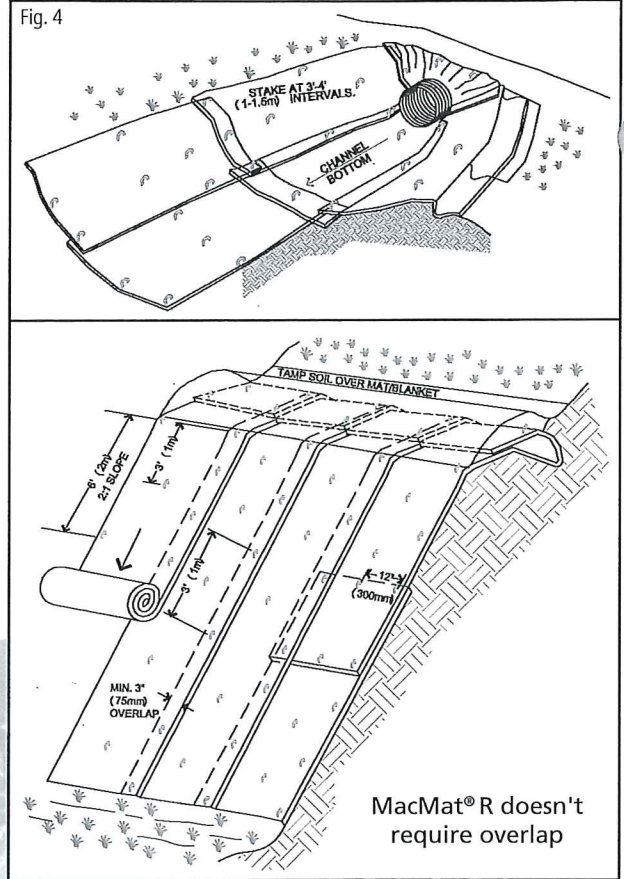 Fig. 4
STAKE AT 3'-4'
(1-1.5m) INTERVALS.
CHANNEL
BOTTOM
TAMP SOIL OVER MAT/BLANKET
6' (2m)
2:1 SLOPE
3' (1m)
3' (1m)
12"
(300mm)
MIN. 3"
(75mm)
OVERLAP
MacMat® R doesn't
require overlap